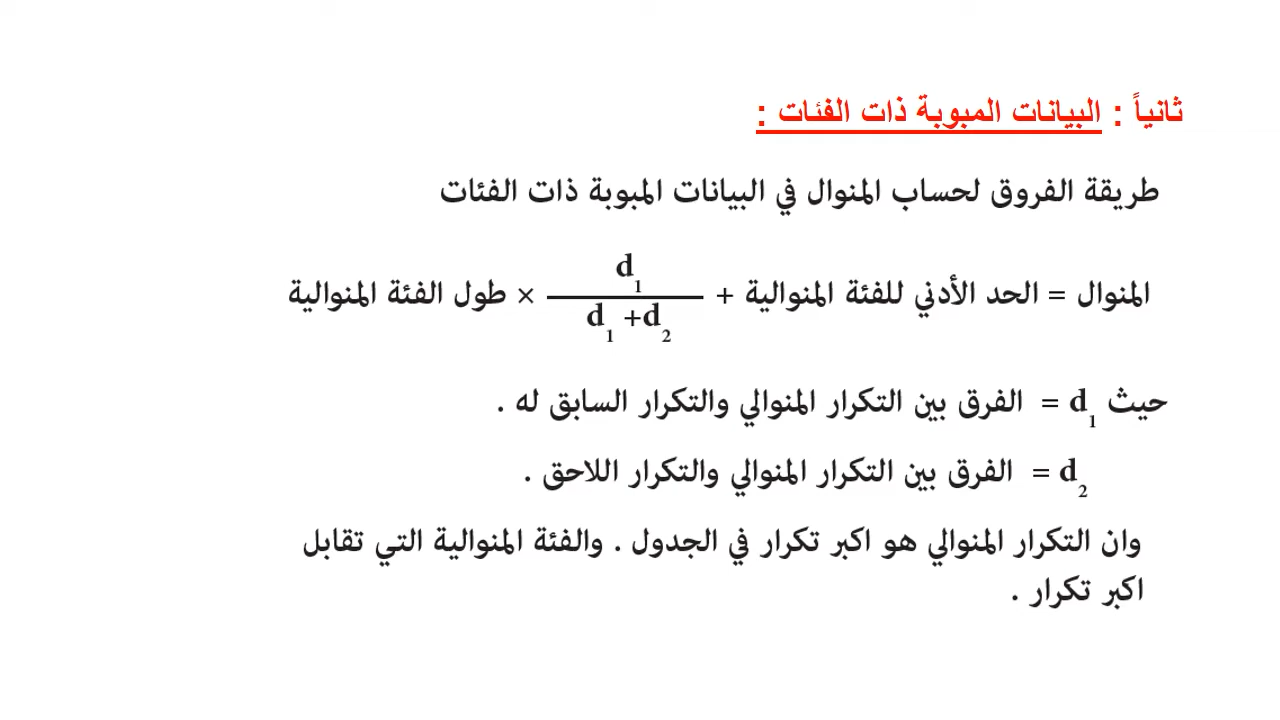 ثانياً : البيانات المبوبة ذات الفئات :
طريقة الفروق لحساب المنوال في البيانات المبوبة ذات الفئات
المنوال = الحد الأدني للفئة المنوالية + d₁ / (d₁ + d₂) × طول الفئة المنوالية
حيث d₁ = الفرق بين التكرار المنوالي والتكرار السابق له .
d₂ = الفرق بين التكرار المنوالي والتكرار اللاحق .
وان التكرار المنوالي هو اكبر تكرار في الجدول . والفئة المنوالية التي تقابل
اكبر تكرار .